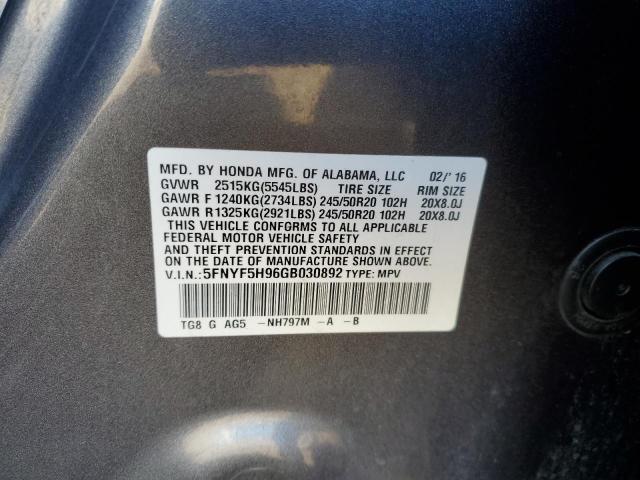 MFD. BY HONDA MFG. OF ALABAMA, LLC 02/'16
GVWR 2515KG(5545LBS) TIRE SIZE RIM SIZE
GAWR F 1240KG(2734LBS) 245/50R20 102H 20X8.0J
GAWR R 1325KG(2921LBS) 245/50R20 102H 20X8.0J
THIS VEHICLE CONFORMS TO ALL APPLICABLE
FEDERAL MOTOR VEHICLE SAFETY
AND THEFT PREVENTION STANDARDS IN EFFECT
ON THE DATE OF MANUFACTURE SHOWN ABOVE.
V.I.N.: 5FNYF5H96GB030892 TYPE: MPV
TG8 G AG5 -NH797M -A -B